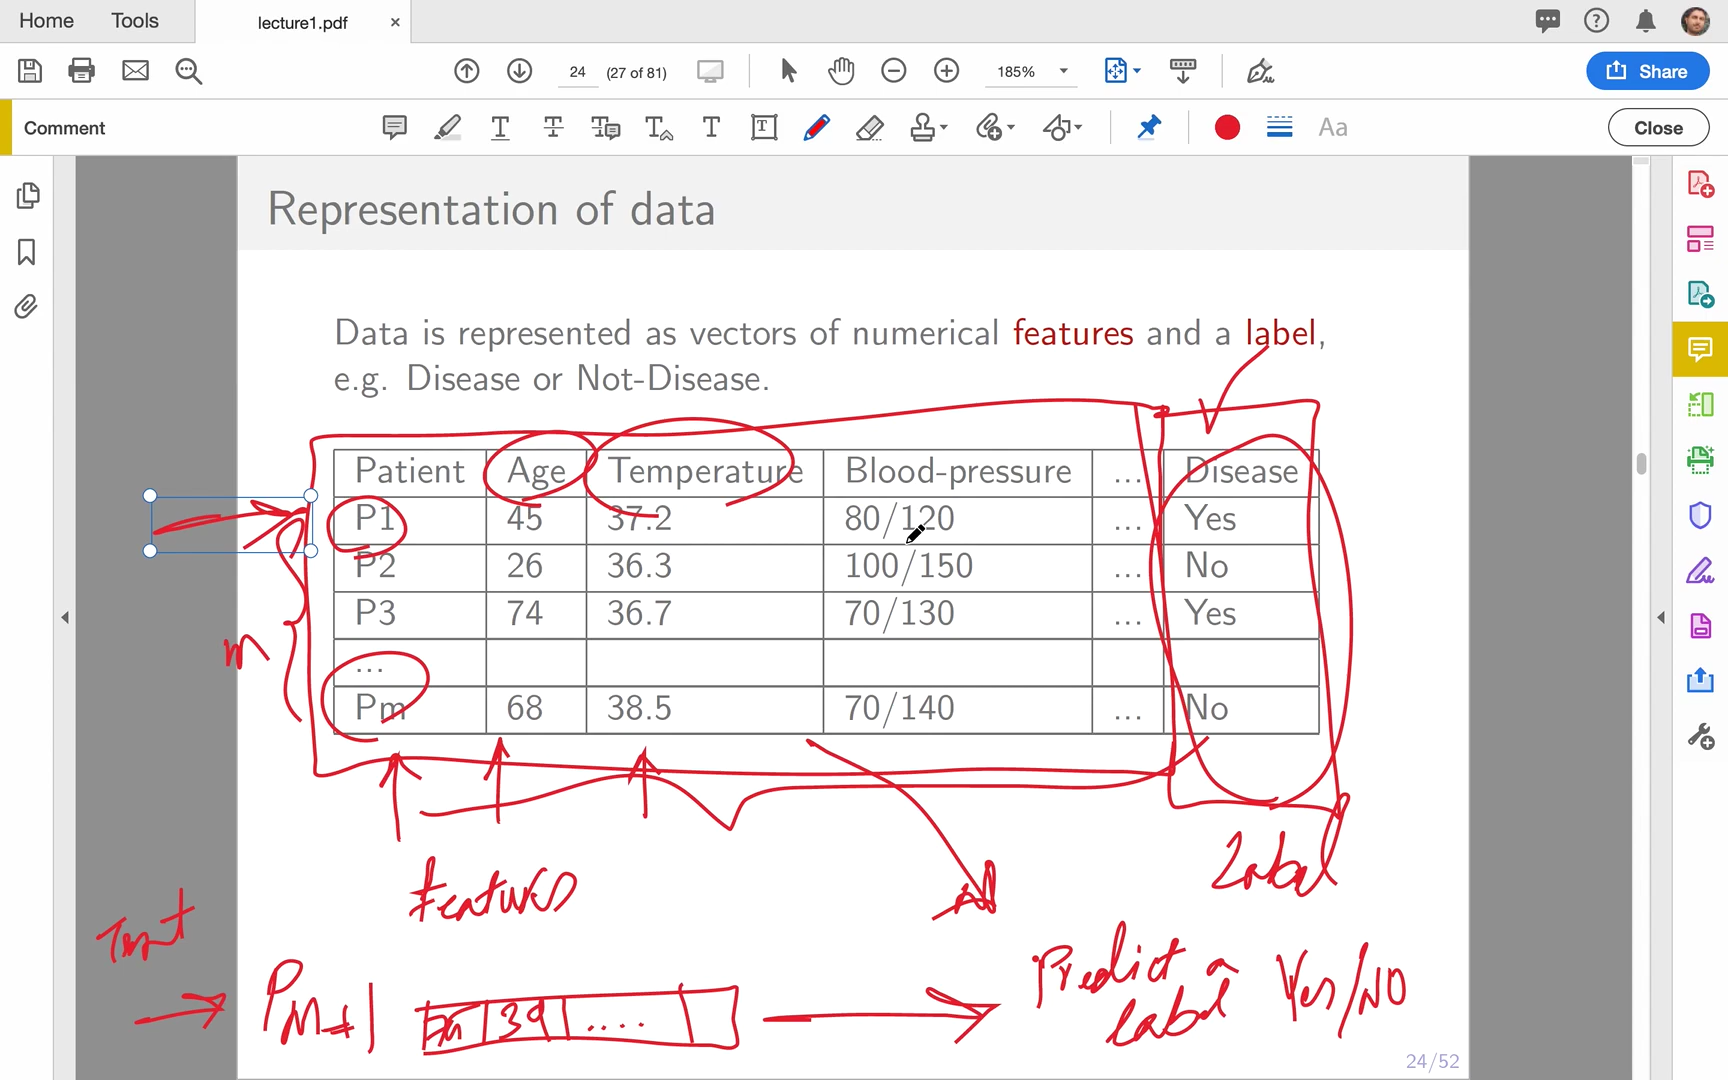 Home Tools lecture1.pdf ×
24 (27 of 81) 185% Share
Comment Aa Close
Representation of data
Data is represented as vectors of numerical features and a label,
e.g. Disease or Not-Disease.
Patient Age Temperature Blood-pressure ... Disease
P1 45 37.2 80/120 ... Yes
P2 26 36.3 100/150 ... No
P3 74 36.7 70/130 ... Yes
...
Pm 68 38.5 70/140 ... No
m
Features
Label
Test
Pm+1 39 ....
Predict a
label
Yes/NO
24/52